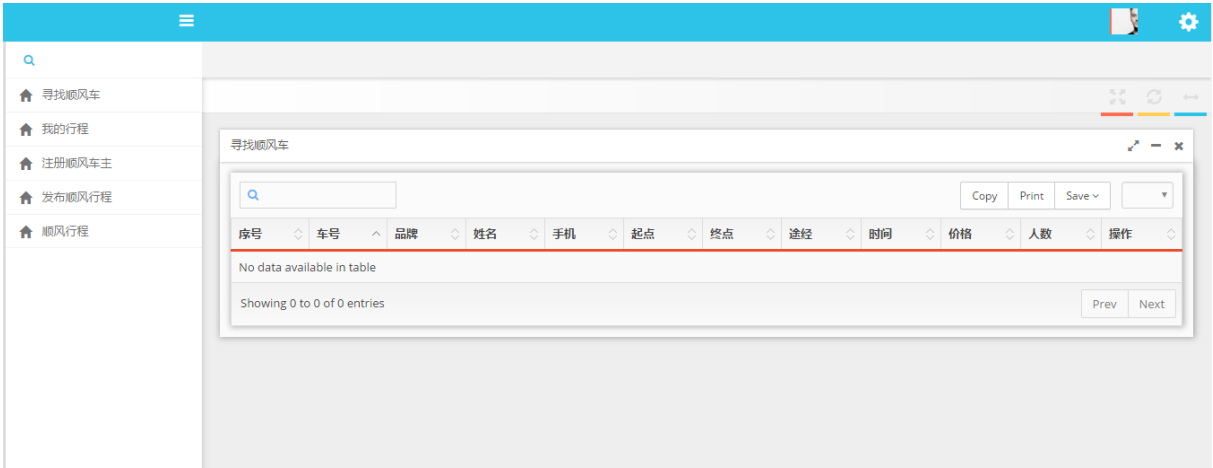 寻找顺风车
我的行程
注册顺风车主
发布顺风行程
顺风行程
寻找顺风车
Copy Print Save
序号 车号 品牌 姓名 手机 起点 终点 途经 时间 价格 人数 操作
No data available in table
Showing 0 to 0 of 0 entries
Prev Next